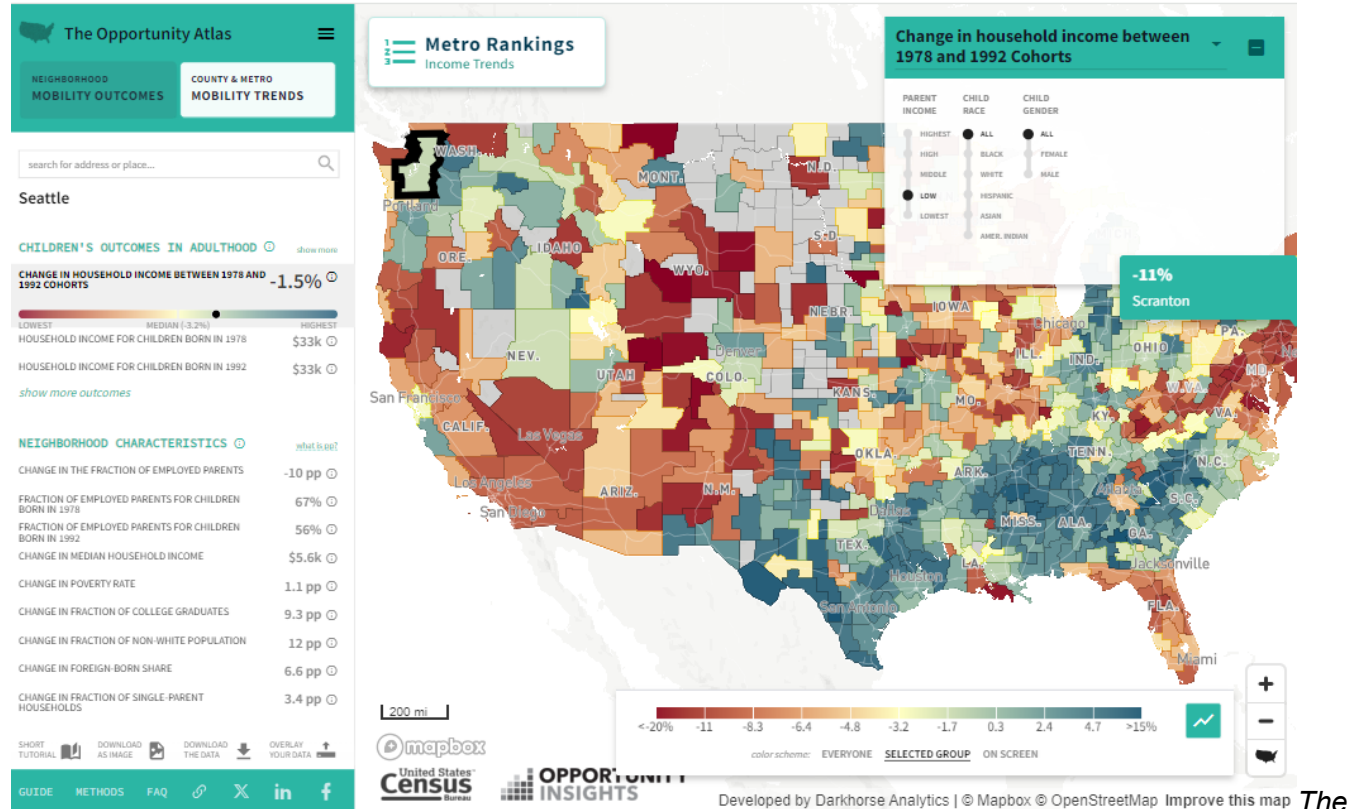 The Opportunity Atlas
NEIGHBORHOOD
MOBILITY OUTCOMES
COUNTY & METRO
MOBILITY TRENDS
search for address or place...
Seattle
CHILDREN'S OUTCOMES IN ADULTHOOD
show more
CHANGE IN HOUSEHOLD INCOME BETWEEN 1978 AND
1992 COHORTS
-1.5%
LOWEST
MEDIAN (-3.2%)
HIGHEST
HOUSEHOLD INCOME FOR CHILDREN BORN IN 1978
$33k
HOUSEHOLD INCOME FOR CHILDREN BORN IN 1992
$33k
show more outcomes
NEIGHBORHOOD CHARACTERISTICS
what is pp?
CHANGE IN THE FRACTION OF EMPLOYED PARENTS
-10 pp
FRACTION OF EMPLOYED PARENTS FOR CHILDREN
BORN IN 1978
67%
FRACTION OF EMPLOYED PARENTS FOR CHILDREN
BORN IN 1992
56%
CHANGE IN MEDIAN HOUSEHOLD INCOME
$5.6k
CHANGE IN POVERTY RATE
1.1 pp
CHANGE IN FRACTION OF COLLEGE GRADUATES
9.3 pp
CHANGE IN FRACTION OF NON-WHITE POPULATION
12 pp
CHANGE IN FOREIGN-BORN SHARE
6.6 pp
CHANGE IN FRACTION OF SINGLE-PARENT
HOUSEHOLDS
3.4 pp
SHORT
TUTORIAL
DOWNLOAD
AS IMAGE
DOWNLOAD
THE DATA
OVERLAY
YOUR DATA
GUIDE METHODS FAQ
1
2
3
Metro Rankings
Income Trends
Change in household income between
1978 and 1992 Cohorts
PARENT
INCOME
HIGHEST
HIGH
MIDDLE
LOW
LOWEST
CHILD
RACE
ALL
BLACK
WHITE
HISPANIC
ASIAN
AMER. INDIAN
CHILD
GENDER
ALL
FEMALE
MALE
-11%
Scranton
WASH.
Portland
MONT.
N.D.
ORE.
IDAHO
S.D.
WYO.
NEBR.
IOWA
Chicago
PA.
NEV.
UTAH
Denver
COLO.
ILL.
IND.
OHIO
MD.
San Francisco
KANS.
MO.
W.VA.
CALIF.
Las Vegas
KY.
VA.
OKLA.
TENN.
N.C.
Los Angeles
ARIZ.
N.M.
ARK.
Atlanta
S.C.
San Diego
Dallas
MISS.
ALA.
GA.
TEX.
LA.
Jacksonville
Houston
San Antonio
FLA.
Miami
200 mi
mapbox
United States
Census
Bureau
OPPORTUNITY
INSIGHTS
<-20% -11 -8.3 -6.4 -4.8 -3.2 -1.7 0.3 2.4 4.7 >15%
color scheme: EVERYONE SELECTED GROUP ON SCREEN
Developed by Darkhorse Analytics | © Mapbox © OpenStreetMap Improve this map
The